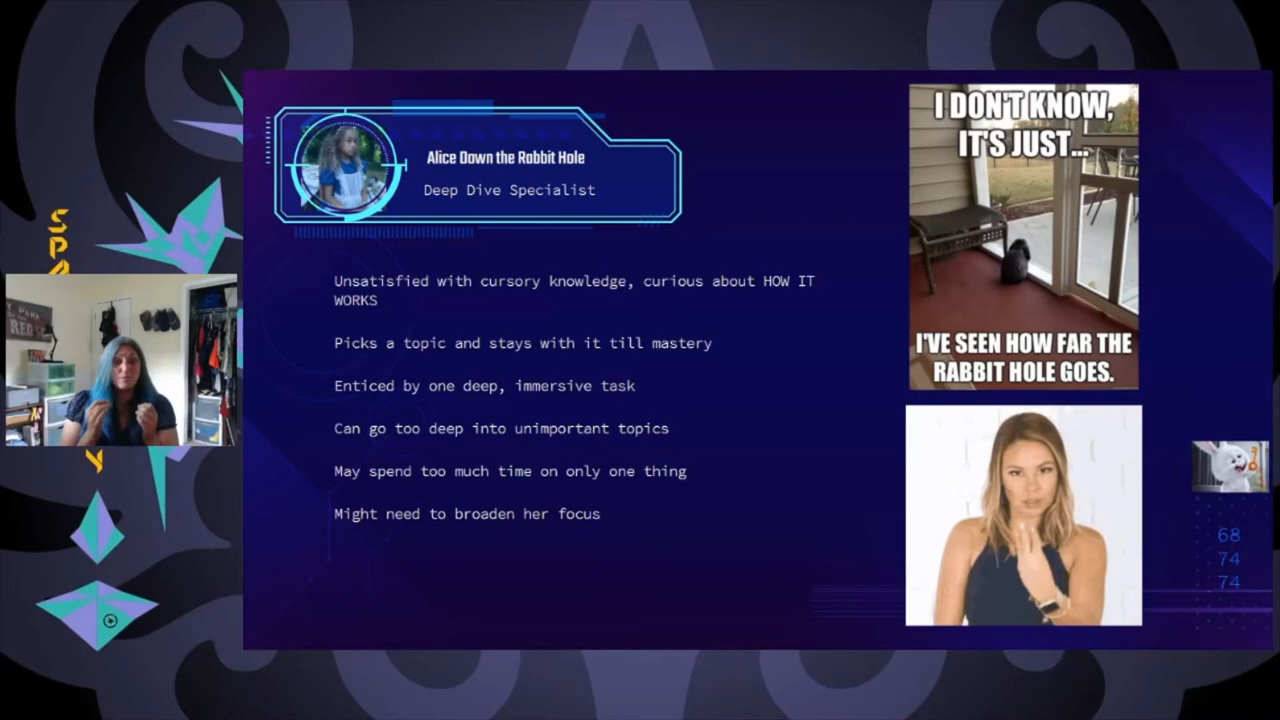 Alice Down the Rabbit Hole
Deep Dive Specialist
Unsatisfied with cursory knowledge, curious about HOW IT
WORKS
Picks a topic and stays with it till mastery
Enticed by one deep, immersive task
Can go too deep into unimportant topics
May spend too much time on only one thing
Might need to broaden her focus
I DON'T KNOW,
IT'S JUST...
I'VE SEEN HOW FAR THE
RABBIT HOLE GOES.
68
74
74
PARK
RED